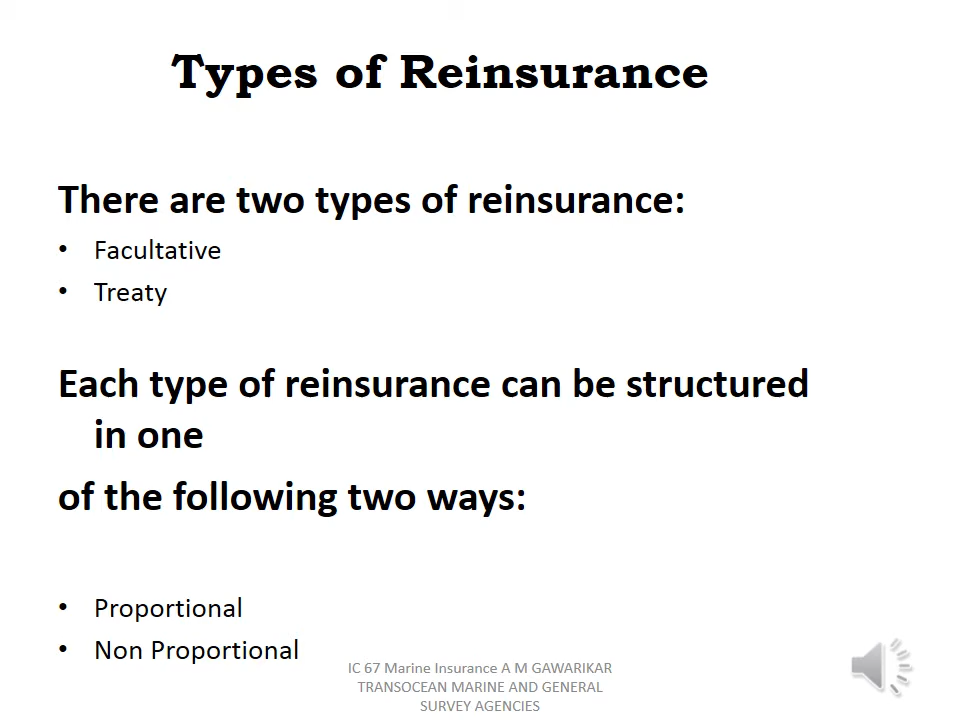 Types of Reinsurance
There are two types of reinsurance:
• Facultative
• Treaty
Each type of reinsurance can be structured
in one
of the following two ways:
• Proportional
• Non Proportional
IC 67 Marine Insurance A M GAWARIKAR
TRANSOCEAN MARINE AND GENERAL
SURVEY AGENCIES